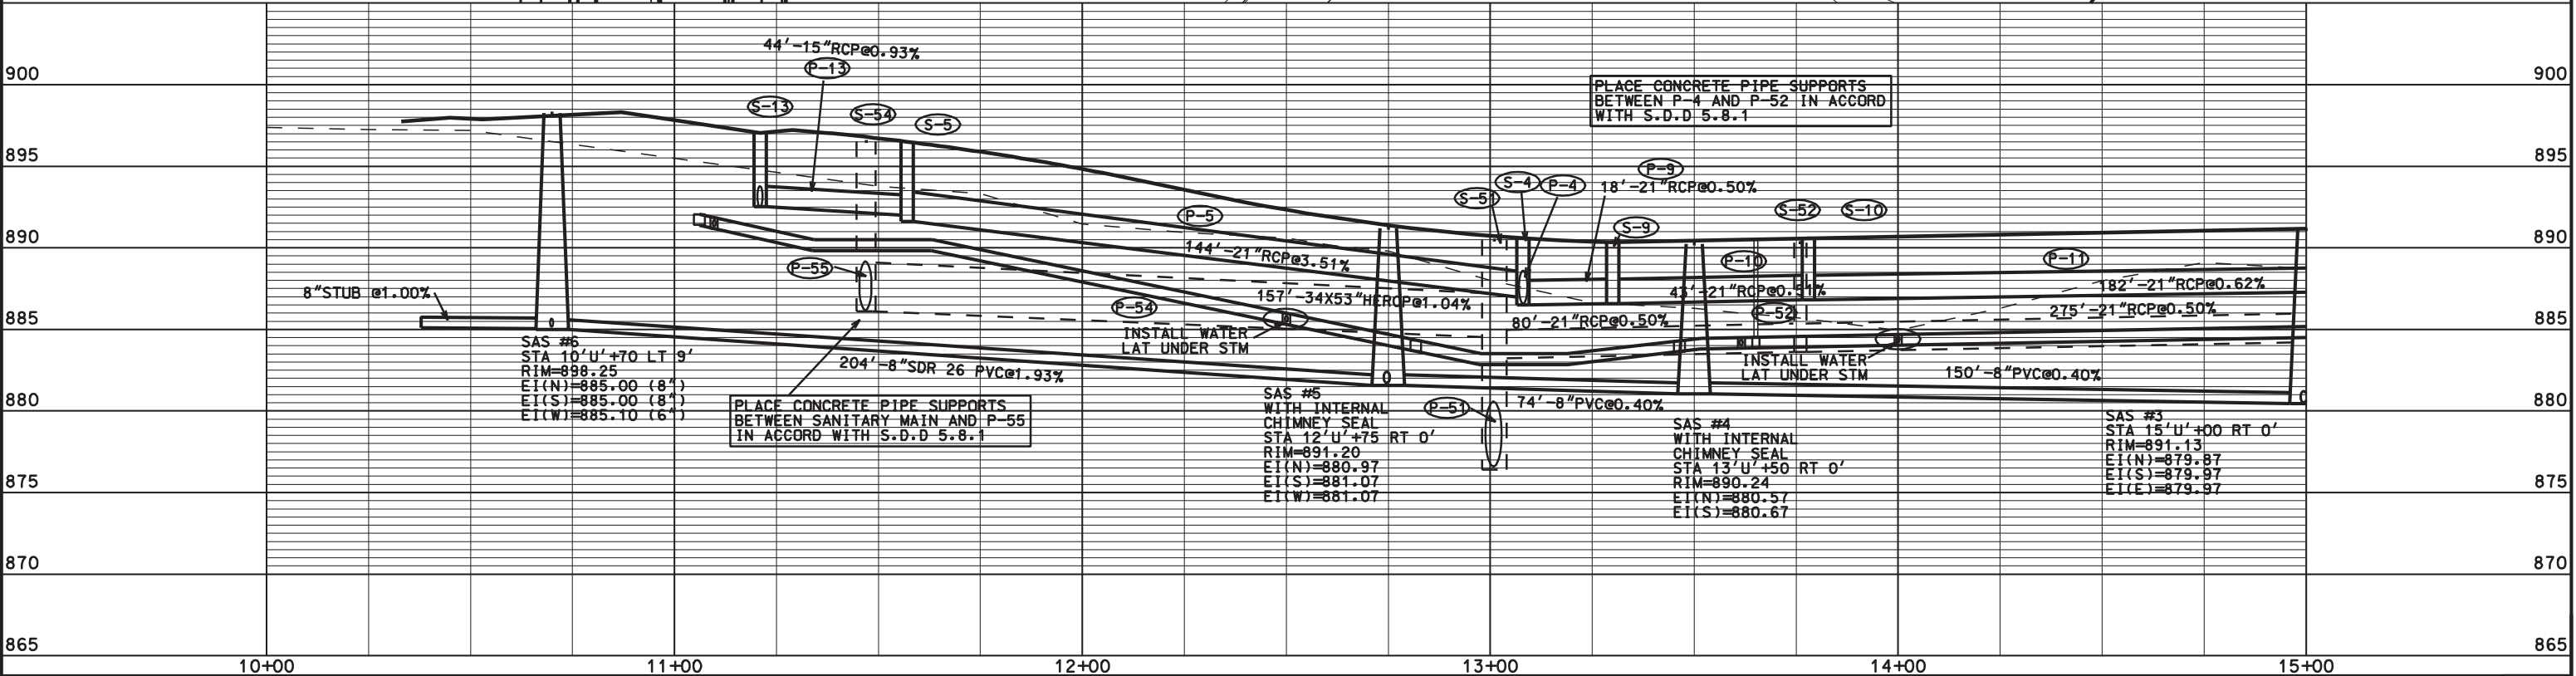 44'-15"RCP@0.93%
P-13
900
900
PLACE CONCRETE PIPE SUPPORTS
BETWEEN P-4 AND P-52 IN ACCORD
WITH S.D.D 5.8.1
S-13
S-54
S-5
895
895
P-9
S-4
P-4
18'-21"RCP@0.50%
S-51
P-5
S-52
S-10
S-9
890
890
144'-21"RCP@3.51%
P-55
P-10
P-11
8"STUB @1.00%
157'-34X53"HERCP@1.04%
43'-21"RCP@0.51%
182'-21"RCP@0.62%
P-54
275'-21"RCP@0.50%
885
885
80'-21"RCP@0.50%
P-52
INSTALL WATER
LAT UNDER STM
SAS #6
STA 10'U'+70 LT 9'
RIM=898.25
EI(N)=885.00 (8")
EI(S)=885.00 (8")
EI(W)=885.10 (6")
204'-8"SDR 26 PVC@1.93%
INSTALL WATER
LAT UNDER STM
150'-8"PVC@0.40%
880
880
PLACE CONCRETE PIPE SUPPORTS
BETWEEN SANITARY MAIN AND P-55
IN ACCORD WITH S.D.D 5.8.1
SAS #5
WITH INTERNAL
CHIMNEY SEAL
STA 12'U'+75 RT 0'
RIM=891.20
EI(N)=880.97
EI(S)=881.07
EI(W)=881.07
P-51
74'-8"PVC@0.40%
SAS #4
WITH INTERNAL
CHIMNEY SEAL
STA 13'U'+50 RT 0'
RIM=890.24
EI(N)=880.57
EI(S)=880.67
SAS #3
STA 15'U'+00 RT 0'
RIM=891.13
EI(N)=879.87
EI(S)=879.97
EI(E)=879.97
875
875
870
870
865
865
10+00
11+00
12+00
13+00
14+00
15+00